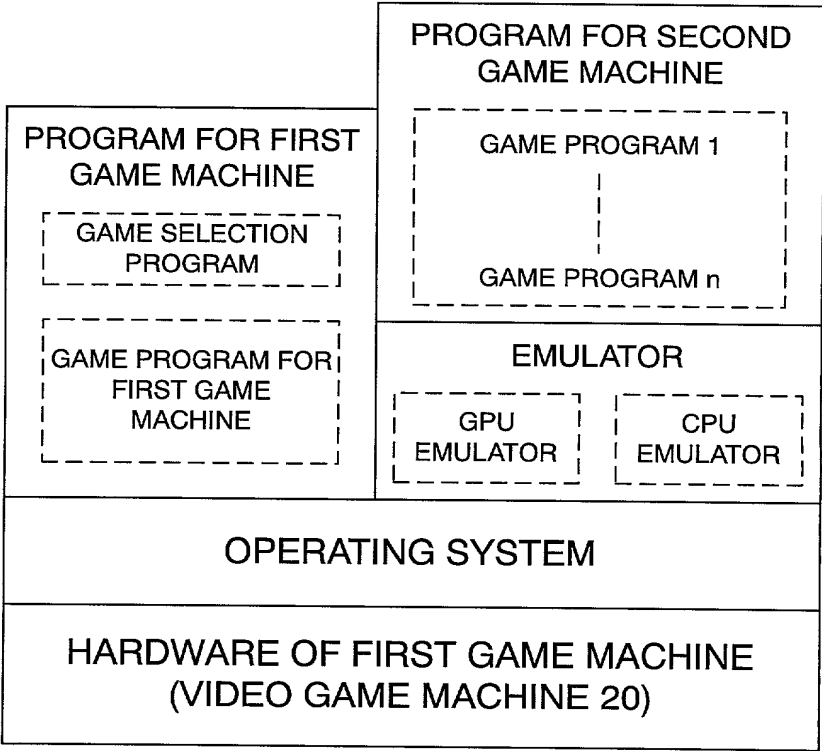 PROGRAM FOR SECOND
GAME MACHINE
GAME PROGRAM 1
GAME PROGRAM n
PROGRAM FOR FIRST
GAME MACHINE
GAME SELECTION
PROGRAM
GAME PROGRAM FOR
FIRST GAME
MACHINE
EMULATOR
GPU
EMULATOR
CPU
EMULATOR
OPERATING SYSTEM
HARDWARE OF FIRST GAME MACHINE
(VIDEO GAME MACHINE 20)